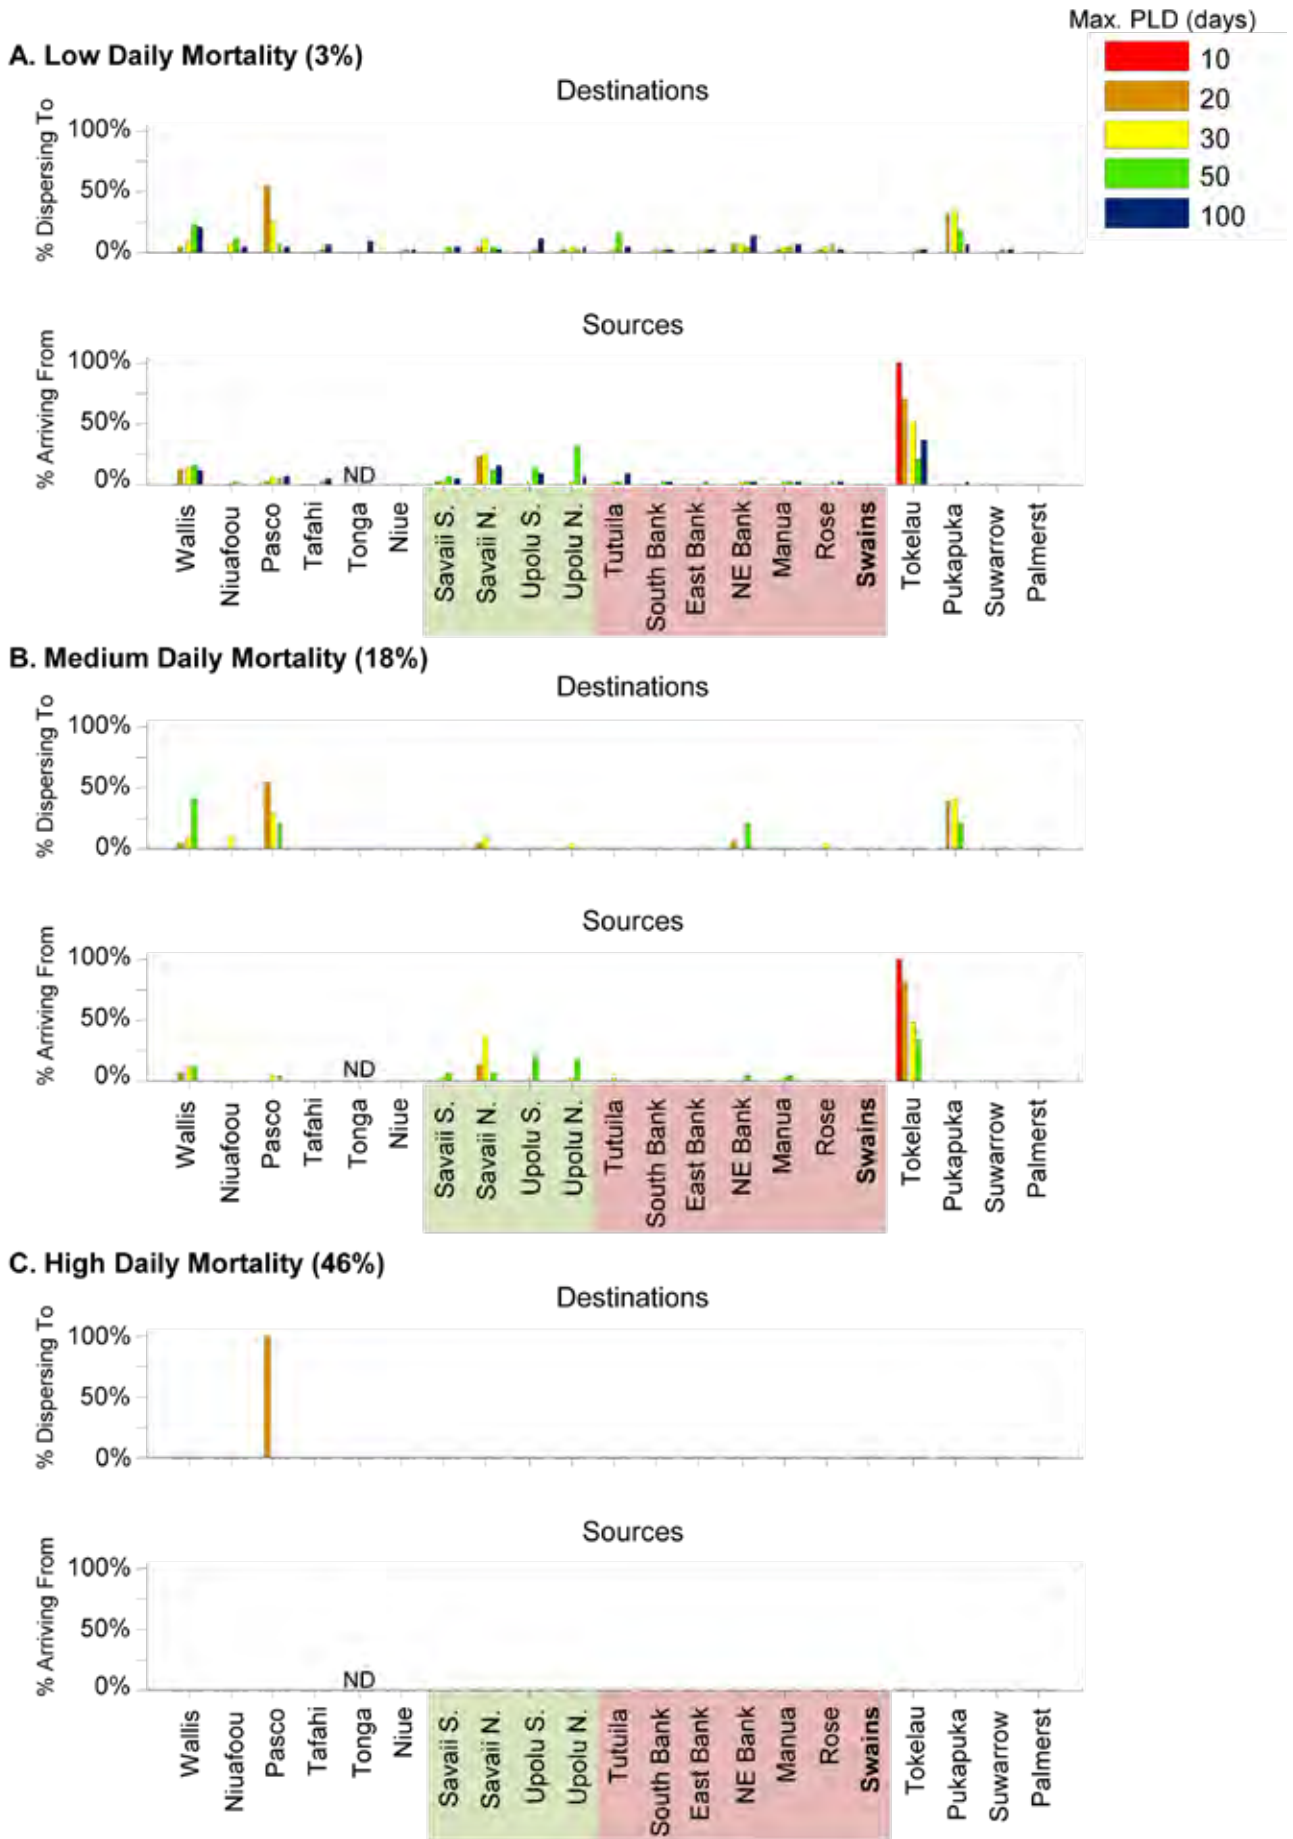 Max. PLD (days)
10
20
30
50
100
A. Low Daily Mortality (3%)
Destinations
% Dispersing To
100%
50%
0%
Sources
% Arriving From
100%
50%
0%
ND
Wallis
Niuafoou
Pasco
Tafahi
Tonga
Niue
Savaii S.
Savaii N.
Upolu S.
Upolu N.
Tutuila
South Bank
East Bank
NE Bank
Manua
Rose
Swains
Tokelau
Pukapuka
Suwarrow
Palmerst
B. Medium Daily Mortality (18%)
Destinations
% Dispersing To
100%
50%
0%
Sources
% Arriving From
100%
50%
0%
ND
Wallis
Niuafoou
Pasco
Tafahi
Tonga
Niue
Savaii S.
Savaii N.
Upolu S.
Upolu N.
Tutuila
South Bank
East Bank
NE Bank
Manua
Rose
Swains
Tokelau
Pukapuka
Suwarrow
Palmerst
C. High Daily Mortality (46%)
Destinations
% Dispersing To
100%
50%
0%
Sources
% Arriving From
100%
50%
0%
ND
Wallis
Niuafoou
Pasco
Tafahi
Tonga
Niue
Savaii S.
Savaii N.
Upolu S.
Upolu N.
Tutuila
South Bank
East Bank
NE Bank
Manua
Rose
Swains
Tokelau
Pukapuka
Suwarrow
Palmerst